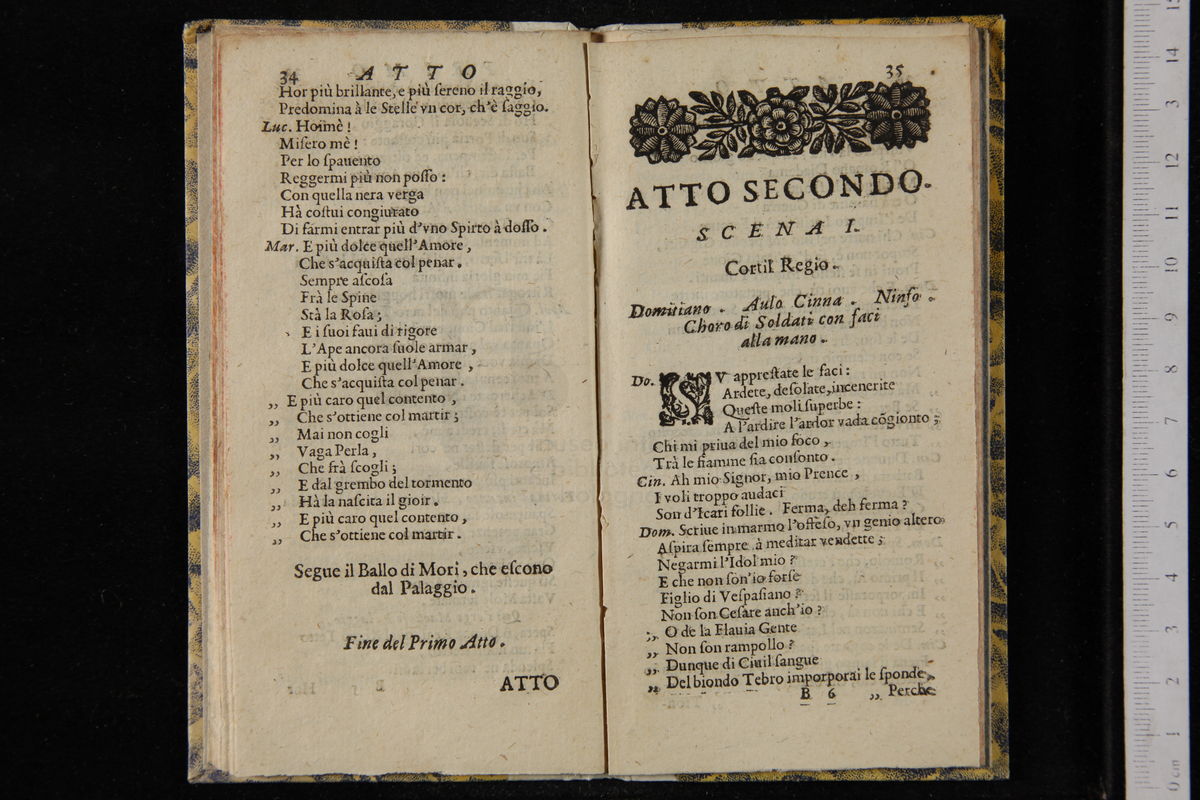 34 ATTO
Hor più brillante, e più ſereno il raggio,
Predomina à le Stelle vn cor, ch'è ſaggio.
Luc. Hoimè !
Miſero mè !
Per lo ſpauento
Reggermi più non poſſo :
Con quella nera verga
Hà coſtui congiurato
Di farmi entrar più d'vno Spirto à doſſo .
Mar. E più dolce quell'Amore ,
Che s'acquiſta col penar .
Sempre aſcoſa
Frà le Spine
Stà la Roſa ;
E i ſuoi faui di rigore
L'Ape ancora ſuole armar ,
E più dolce quell'Amore ,
Che s'acquiſta col penar .
„ E più caro quel contento ,
„ Che s'ottiene col martir ;
„ Mai non cogli
„ Vaga Perla ,
„ Che frà ſcogli ;
„ E dal grembo del tormento
„ Hà la naſcita il gioir .
„ E più caro quel contento ,
„ Che s'ottiene col martir .
Segue il Ballo di Mori , che eſcono
dal Palaggio .
Fine del Primo Atto .
ATTO
35
ATTO SECONDO.
SCENA I.
Cortil Regio .
Domitiano . Aulo Cinna . Ninfo .
Choro di Soldati con faci
alla mano .
Do. SV appreſtate le faci :
Ardete, deſolate, incenerite
Queſte moli ſuperbe :
A l'ardire l'ardor vada cõgionto ;
Chi mi priua del mio foco ,
Trà le fiamme ſia conſonto .
Cin. Ah mio Signor, mio Prence ,
I voli troppo audaci
Son d'Icari follie . Ferma, deh ferma ?
Dom. Scriue in marmo l'offeſo, vn genio altero
Aſpira ſempre à meditar vendette ;
Negarmi l'Idol mio ?
E che non ſon'io forſe
Figlio di Veſpaſiano ?
Non ſon Ceſare anch'io ?
„ O de la Flauia Gente
„ Non ſon rampollo ?
„ Dunque di Ciuil ſangue
„ Del biondo Tebro imporporai le ſponde,
B 6 „ Perche